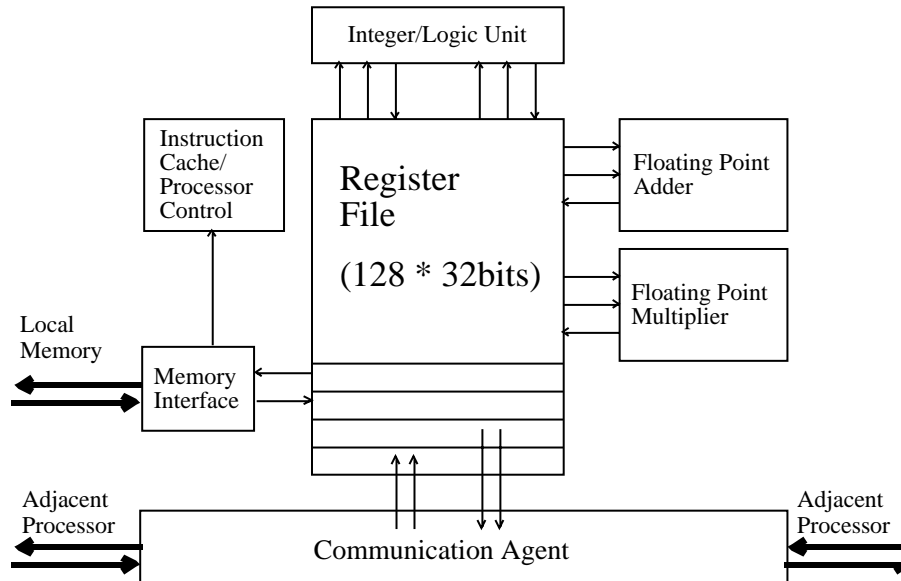 Integer/Logic Unit
Instruction
Cache/
Processor
Control
Register
File
(128 * 32bits)
Floating Point
Adder
Floating Point
Multiplier
Local
Memory
Memory
Interface
Adjacent
Processor
Communication Agent
Adjacent
Processor